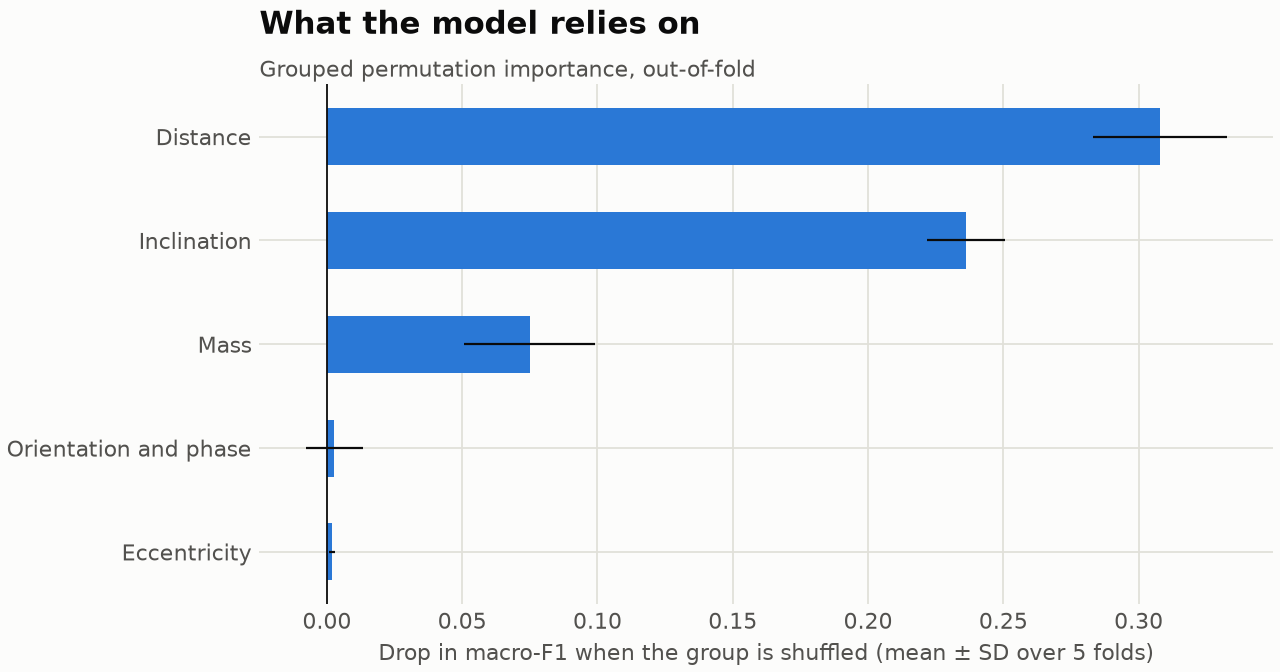 What the model relies on
Grouped permutation importance, out-of-fold
Distance
Inclination
Mass
Orientation and phase
Eccentricity
0.00 0.05 0.10 0.15 0.20 0.25 0.30
Drop in macro-F1 when the group is shuffled (mean ± SD over 5 folds)